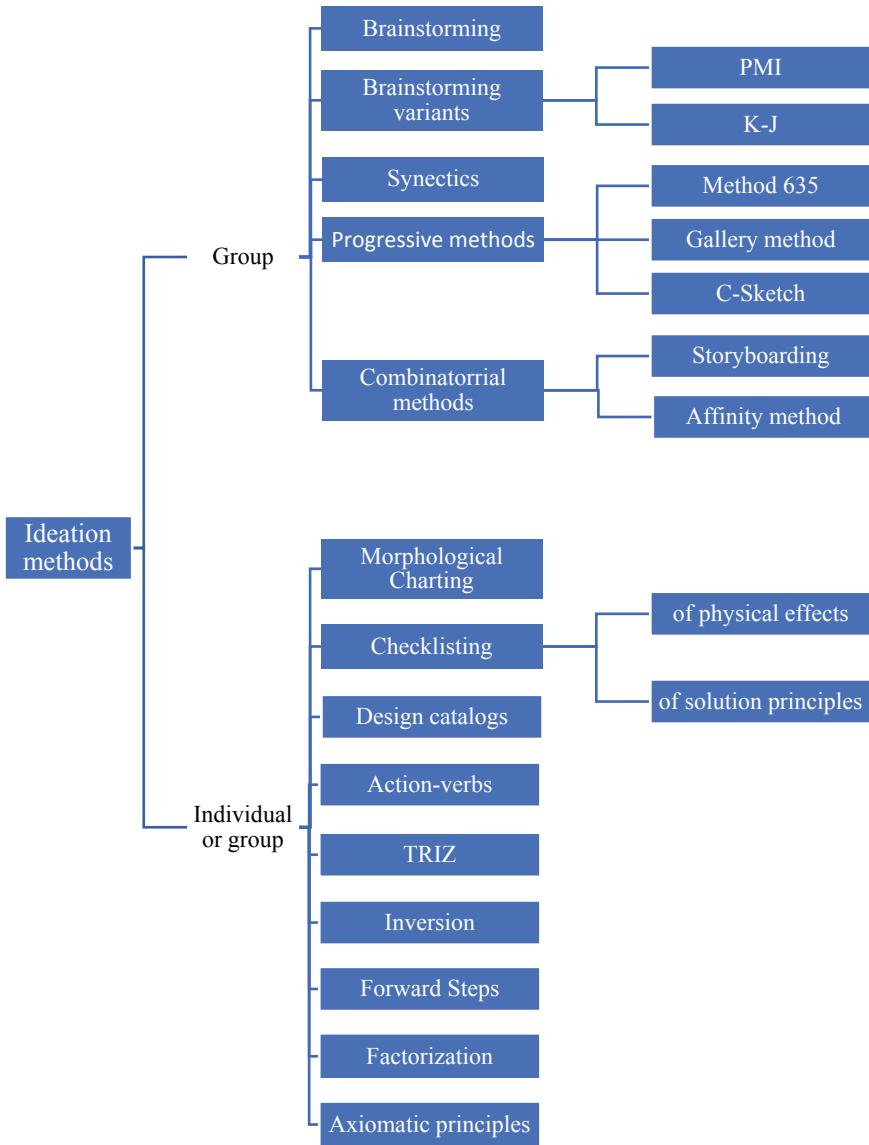 Brainstorming
Brainstorming
variants
PMI
K-J
Synectics
Progressive methods
Method 635
Gallery method
C-Sketch
Group
Combinatorrial
methods
Storyboarding
Affinity method
Ideation
methods
Morphological
Charting
Checklisting
of physical effects
of solution principles
Design catalogs
Action-verbs
Individual
or group
TRIZ
Inversion
Forward Steps
Factorization
Axiomatic principles